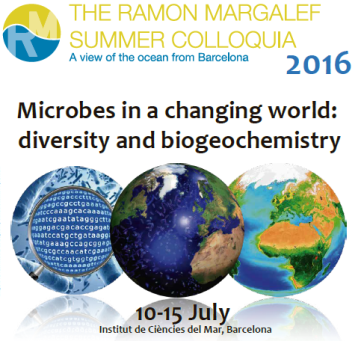 RM
THE RAMON MARGALEF
SUMMER COLLOQUIA
A view of the ocean from Barcelona
2016
Microbes in a changing world:
diversity and biogeochemistry
10-15 July
Institut de Ciències del Mar, Barcelona